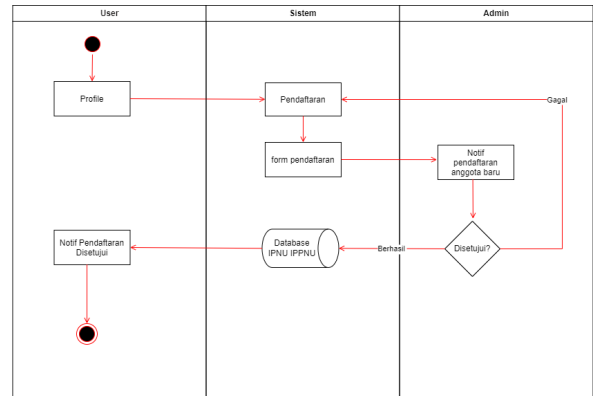 User
Sistem
Admin
Profile
Pendaftaran
Gagal
form pendaftaran
Notif
pendaftaran
anggota baru
Notif Pendaftaran
Disetujui
Database
IPNU IPPNU
Berhasil
Disetujui?